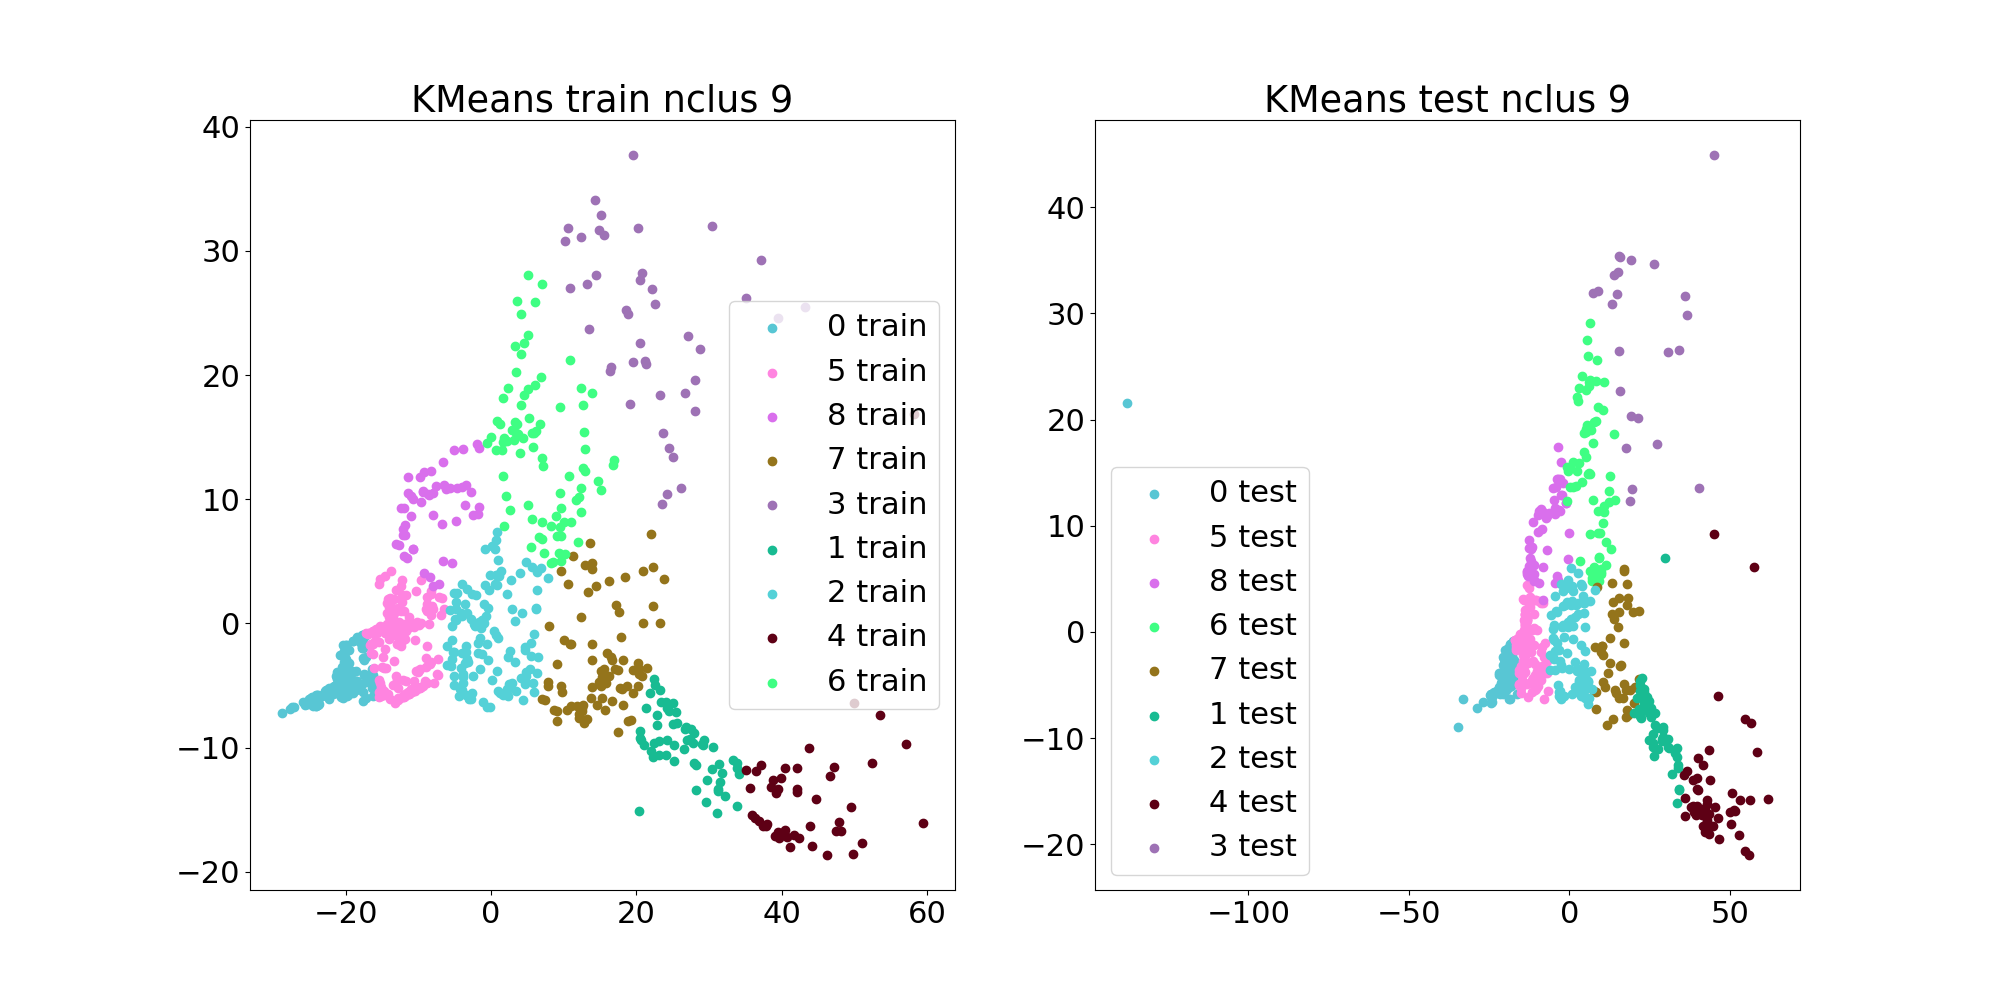 KMeans train nclus 9
40
30
20
10
0
−10
−20
−20
0
20
40
60
0 train
5 train
8 train
7 train
3 train
1 train
2 train
4 train
6 train
KMeans test nclus 9
40
30
20
10
0
−10
−20
−100
−50
0
50
0 test
5 test
8 test
6 test
7 test
1 test
2 test
4 test
3 test